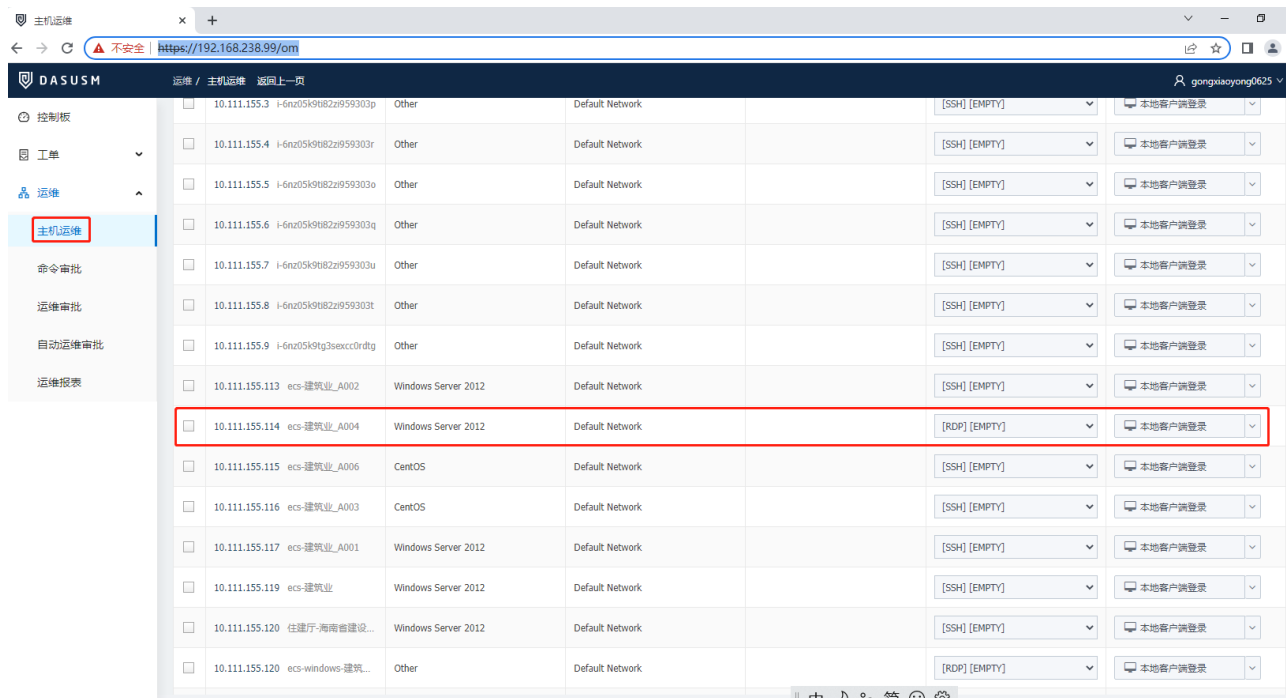 主机运维
不安全 https://192.168.238.99/om
DASUSM 运维 / 主机运维 返回上一页 gongxiaoyong0625
控制板
工单
运维
主机运维
命令审批
运维审批
自动运维审批
运维报表
10.111.155.3 i-6nz05k9ti82zi959303p Other Default Network [SSH] [EMPTY] 本地客户端登录
10.111.155.4 i-6nz05k9ti82zi959303r Other Default Network [SSH] [EMPTY] 本地客户端登录
10.111.155.5 i-6nz05k9ti82zi959303o Other Default Network [SSH] [EMPTY] 本地客户端登录
10.111.155.6 i-6nz05k9ti82zi959303q Other Default Network [SSH] [EMPTY] 本地客户端登录
10.111.155.7 i-6nz05k9ti82zi959303u Other Default Network [SSH] [EMPTY] 本地客户端登录
10.111.155.8 i-6nz05k9ti82zi959303t Other Default Network [SSH] [EMPTY] 本地客户端登录
10.111.155.9 i-6nz05k9tg3sexcc0rdtg Other Default Network [SSH] [EMPTY] 本地客户端登录
10.111.155.113 ecs-建筑业_A002 Windows Server 2012 Default Network [SSH] [EMPTY] 本地客户端登录
10.111.155.114 ecs-建筑业_A004 Windows Server 2012 Default Network [RDP] [EMPTY] 本地客户端登录
10.111.155.115 ecs-建筑业_A006 CentOS Default Network [SSH] [EMPTY] 本地客户端登录
10.111.155.116 ecs-建筑业_A003 CentOS Default Network [SSH] [EMPTY] 本地客户端登录
10.111.155.117 ecs-建筑业_A001 Windows Server 2012 Default Network [SSH] [EMPTY] 本地客户端登录
10.111.155.119 ecs-建筑业 Windows Server 2012 Default Network [SSH] [EMPTY] 本地客户端登录
10.111.155.120 住建厅-海南省建设... Windows Server 2012 Default Network [SSH] [EMPTY] 本地客户端登录
10.111.155.120 ecs-windows-建筑... Other Default Network [RDP] [EMPTY] 本地客户端登录
中 简